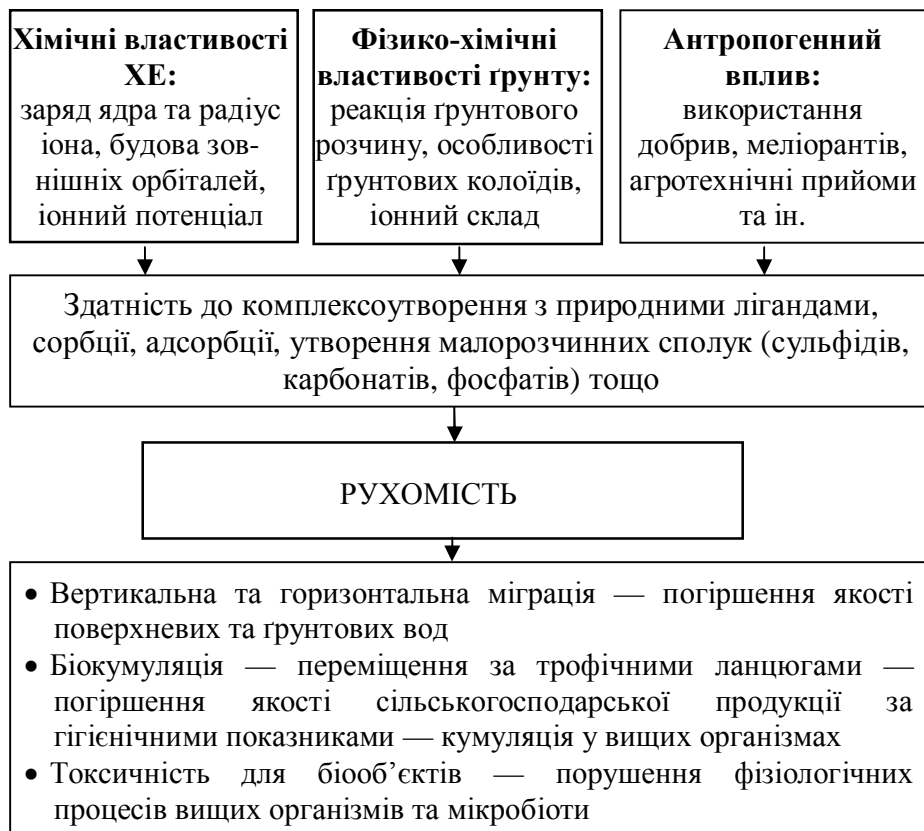 Хімічні властивості
ХЕ:
заряд ядра та радіус
іона, будова зов-
нішніх орбіталей,
іонний потенціал
Фізико-хімічні
властивості ґрунту:
реакція ґрунтового
розчину, особливості
ґрунтових колоїдів,
іонний склад
Антропогенний
вплив:
використання
добрив, меліорантів,
агротехнічні прийоми
та ін.
Здатність до комплексоутворення з природними лігандами,
сорбції, адсорбції, утворення малорозчинних сполук (сульфідів,
карбонатів, фосфатів) тощо
РУХОМІСТЬ
• Вертикальна та горизонтальна міграція — погіршення якості
поверхневих та ґрунтових вод
• Біокумуляція — переміщення за трофічними ланцюгами —
погіршення якості сільськогосподарської продукції за
гігієнічними показниками — кумуляція у вищих організмах
• Токсичність для біооб’єктів — порушення фізіологічних
процесів вищих організмів та мікробіоти